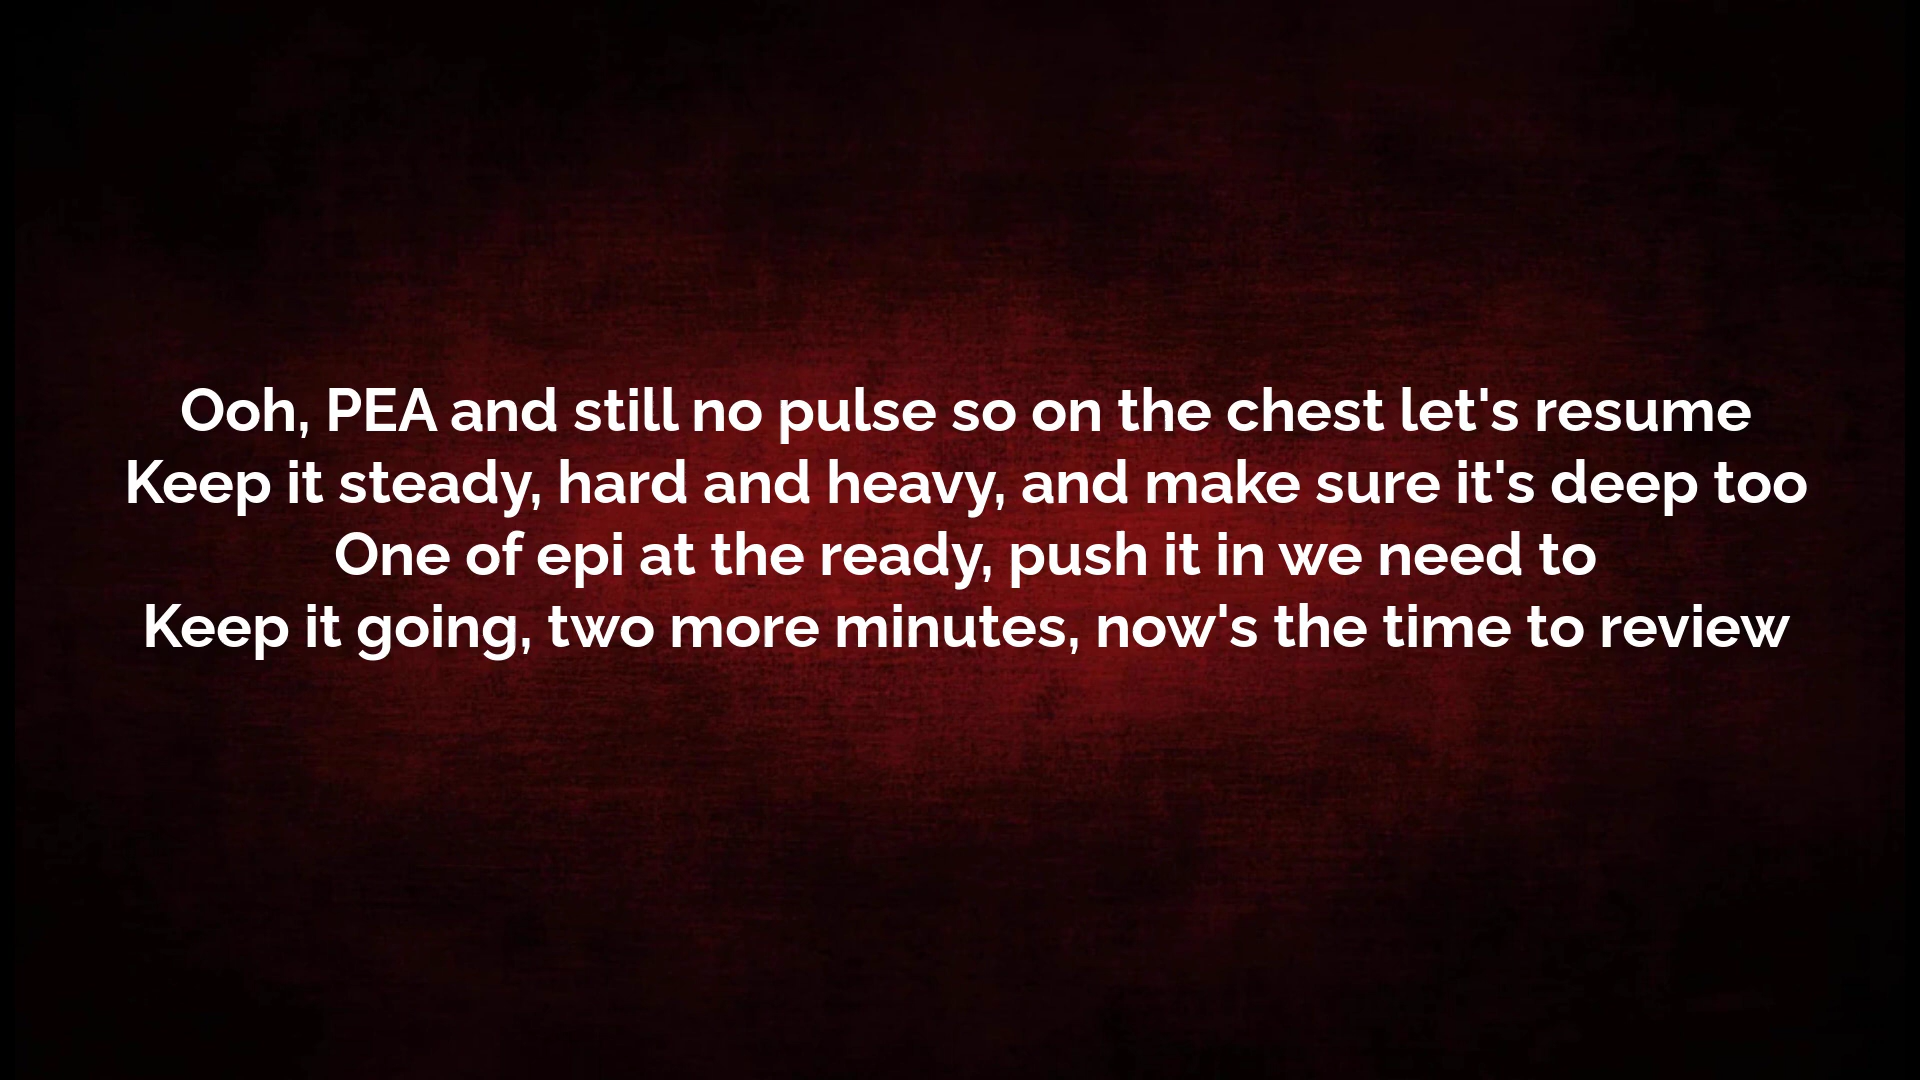 Ooh, PEA and still no pulse so on the chest let's resume
Keep it steady, hard and heavy, and make sure it's deep too
One of epi at the ready, push it in we need to
Keep it going, two more minutes, now's the time to review